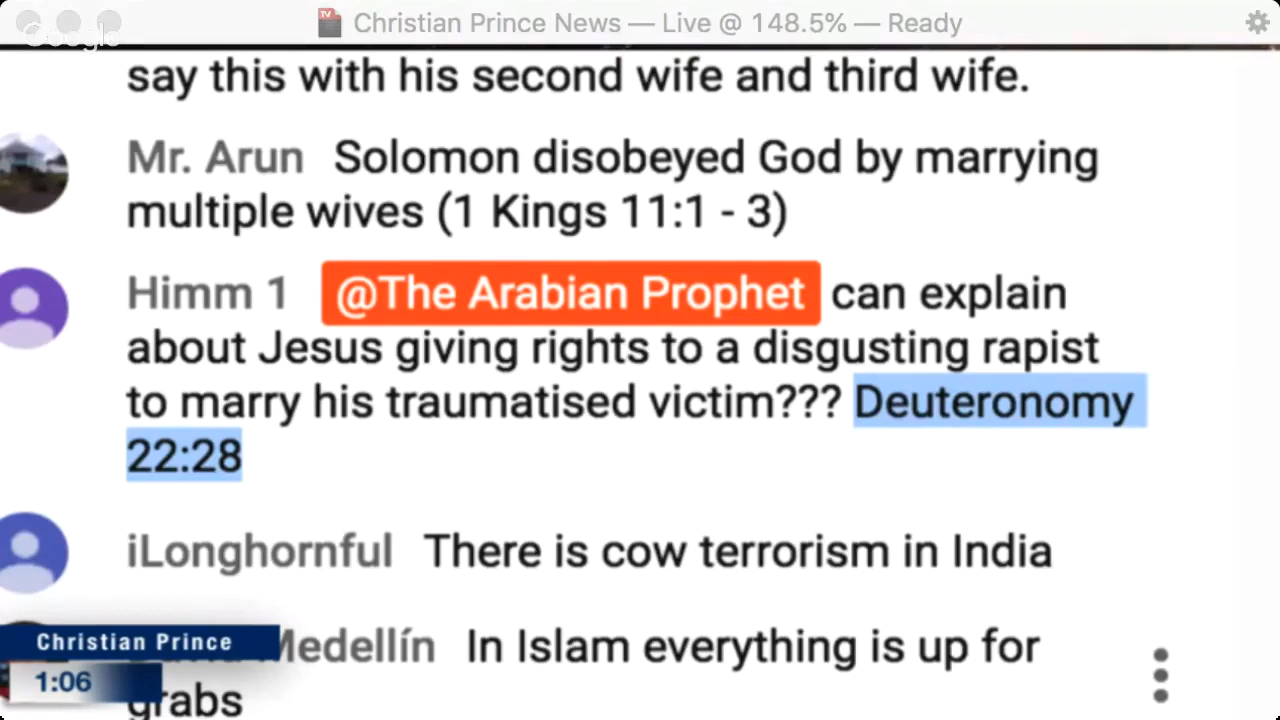 Christian Prince News — Live @ 148.5% — Ready
Google
say this with his second wife and third wife.
Mr. Arun Solomon disobeyed God by marrying
multiple wives (1 Kings 11:1 - 3)
Himm 1 @The Arabian Prophet can explain
about Jesus giving rights to a disgusting rapist
to marry his traumatised victim??? Deuteronomy
22:28
iLonghornful There is cow terrorism in India
Medellín In Islam everything is up for
grabs
Christian Prince
1:06